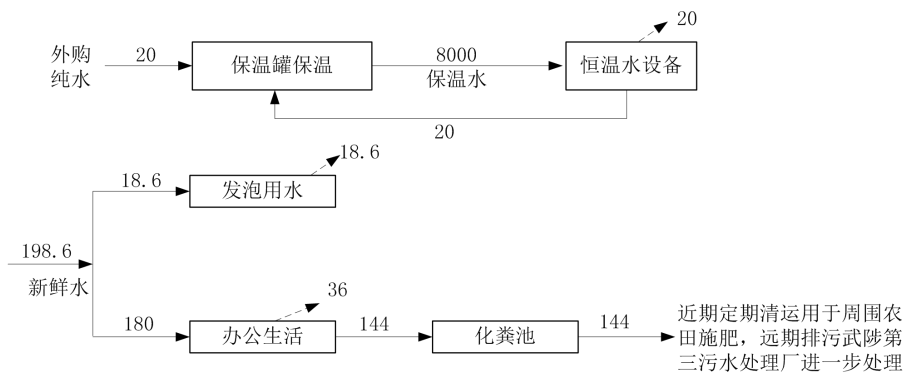 20
外购
纯水
20
保温罐保温
8000
保温水
恒温水设备
20
18.6
18.6
发泡用水
198.6
新鲜水
36
180
办公生活
144
化粪池
144
近期定期清运用于周围农
田施肥，远期排污武陟第
三污水处理厂进一步处理